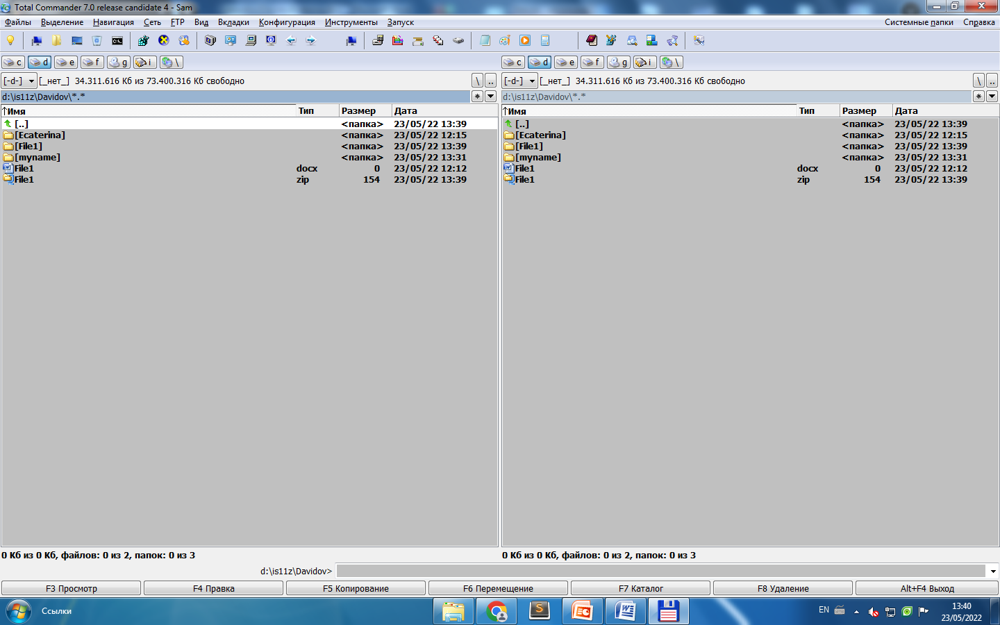 Total Commander 7.0 release candidate 4 - Sam
Файлы Выделение Навигация Сеть FTP Вид Вкладки Конфигурация Инструменты Запуск Системные папки Справка
c d e f g i \ c d e f g i \
[-d-] [_нет_] 34.311.616 Кб из 73.400.316 Кб свободно \ .. [-d-] [_нет_] 34.311.616 Кб из 73.400.316 Кб свободно \ ..
d:\is11z\Davidov\*.* * d:\is11z\Davidov\*.* *
↑Имя Тип Размер Дата ↑Имя Тип Размер Дата
[..] <папка> 23/05/22 13:39 [..] <папка> 23/05/22 13:39
[Ecaterina] <папка> 23/05/22 12:15 [Ecaterina] <папка> 23/05/22 12:15
[File1] <папка> 23/05/22 13:39 [File1] <папка> 23/05/22 13:39
[myname] <папка> 23/05/22 13:31 [myname] <папка> 23/05/22 13:31
File1 docx 0 23/05/22 12:12 File1 docx 0 23/05/22 12:12
File1 zip 154 23/05/22 13:39 File1 zip 154 23/05/22 13:39
0 Кб из 0 Кб, файлов: 0 из 2, папок: 0 из 3 0 Кб из 0 Кб, файлов: 0 из 2, папок: 0 из 3
d:\is11z\Davidov>
F3 Просмотр F4 Правка F5 Копирование F6 Перемещение F7 Каталог F8 Удаление Alt+F4 Выход
Ссылки EN 13:40
23/05/2022